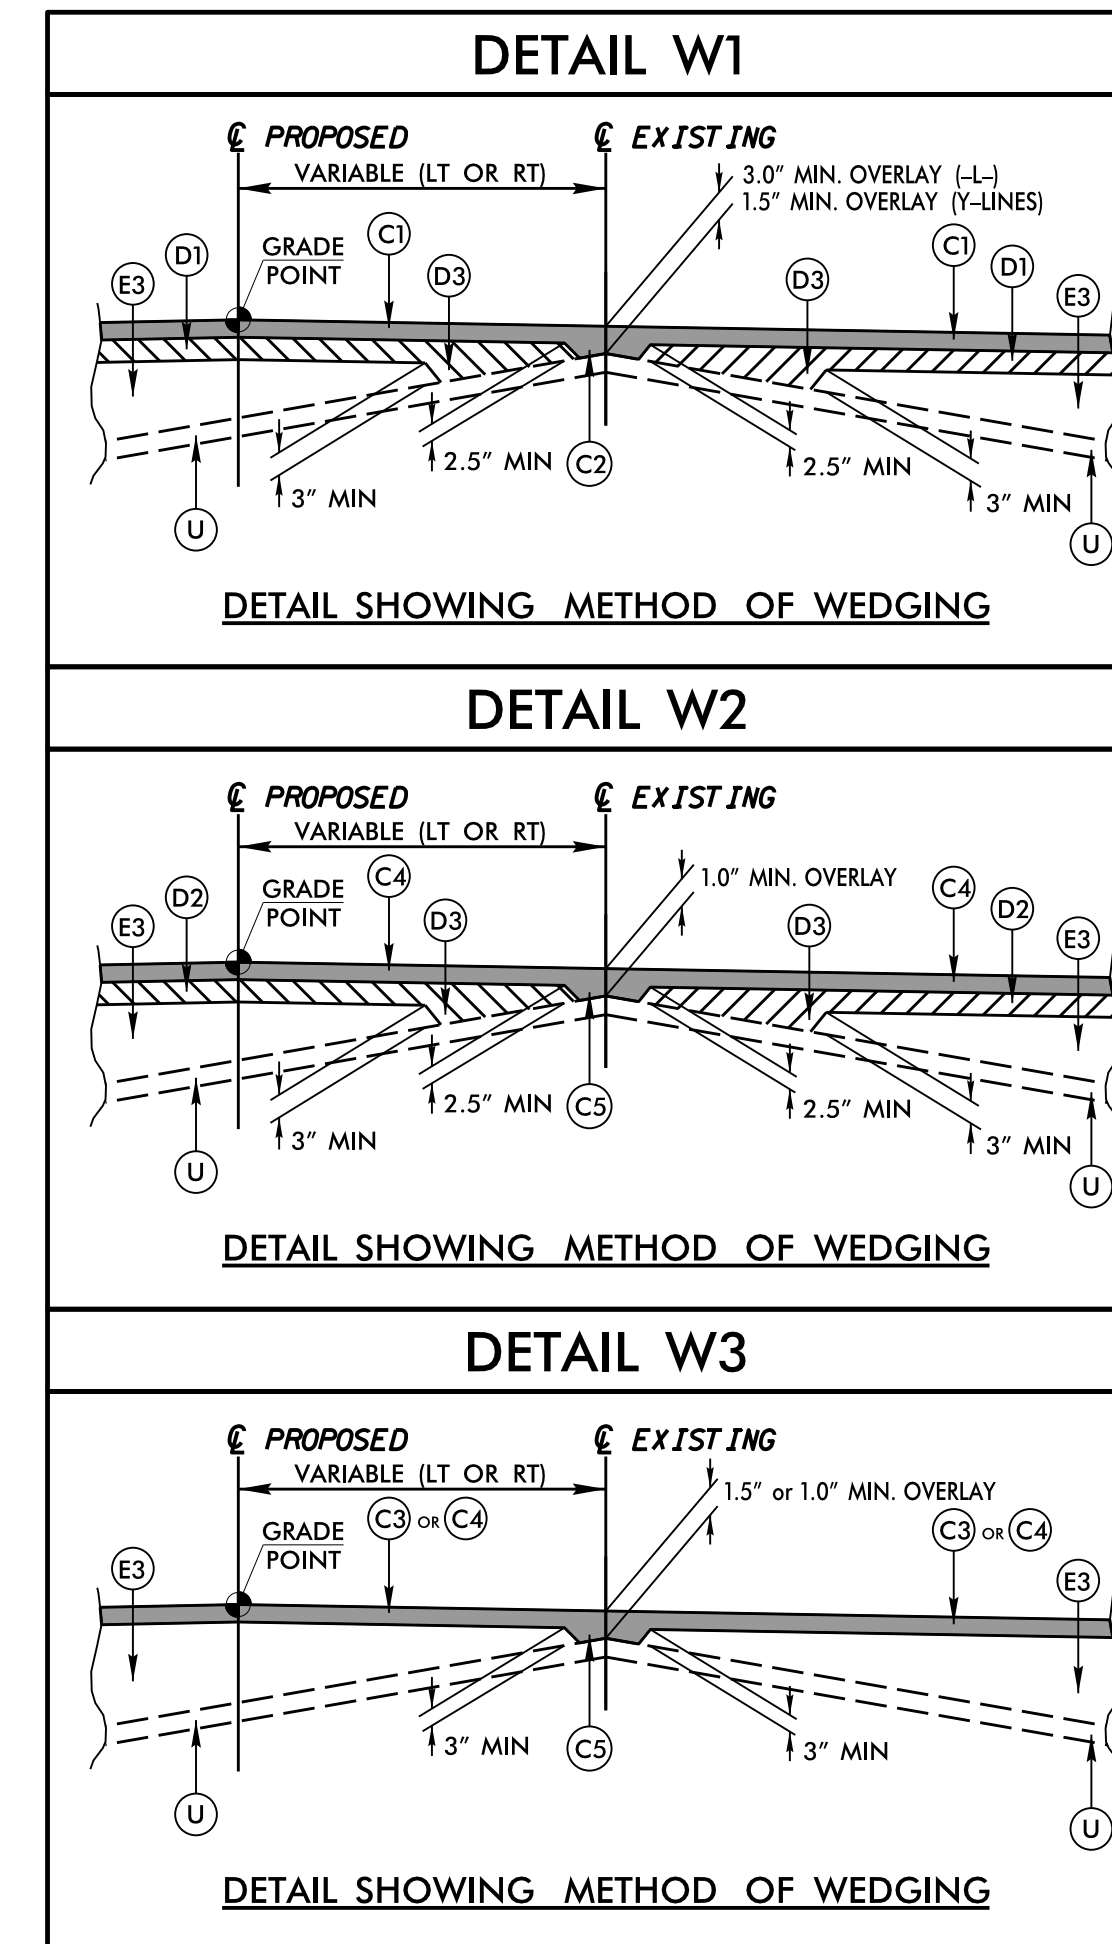 DETAIL W1
℄ PROPOSED
℄ EXISTING
VARIABLE (LT OR RT)
3.0" MIN. OVERLAY (-L-)
1.5" MIN. OVERLAY (Y-LINES)
E3
D1
GRADE
POINT
C1
D3
D3
C1
D1
E3
2.5" MIN
C2
2.5" MIN
3" MIN
3" MIN
U
U
DETAIL SHOWING METHOD OF WEDGING
DETAIL W2
℄ PROPOSED
℄ EXISTING
VARIABLE (LT OR RT)
1.0" MIN. OVERLAY
E3
D2
GRADE
POINT
C4
D3
D3
C4
D2
E3
2.5" MIN
C5
2.5" MIN
3" MIN
3" MIN
U
U
DETAIL SHOWING METHOD OF WEDGING
DETAIL W3
℄ PROPOSED
℄ EXISTING
VARIABLE (LT OR RT)
1.5" or 1.0" MIN. OVERLAY
E3
GRADE
POINT
C3 OR C4
C3 OR C4
E3
3" MIN
C5
3" MIN
U
U
DETAIL SHOWING METHOD OF WEDGING